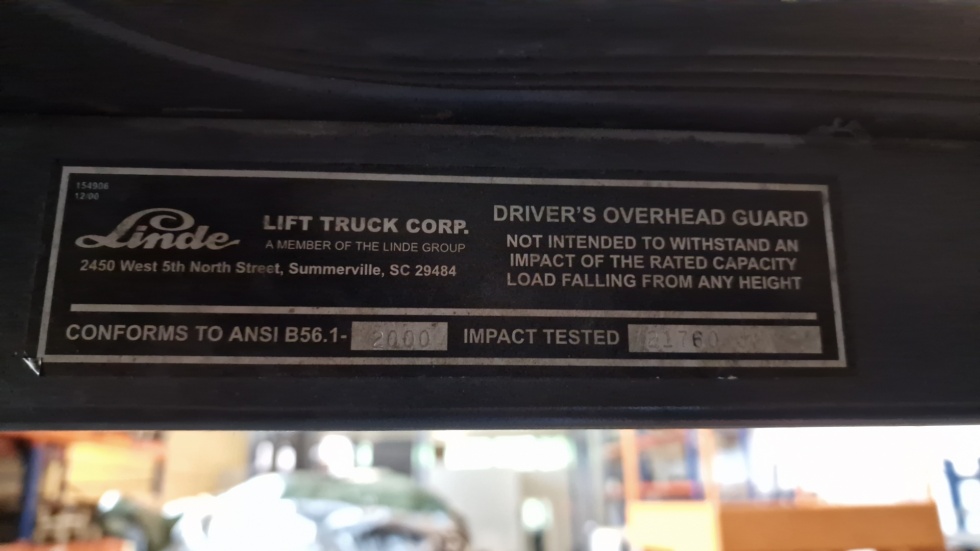 154906
12/00
Linde
LIFT TRUCK CORP.
A MEMBER OF THE LINDE GROUP
2450 West 5th North Street, Summerville, SC 29484
DRIVER'S OVERHEAD GUARD
NOT INTENDED TO WITHSTAND AN
IMPACT OF THE RATED CAPACITY
LOAD FALLING FROM ANY HEIGHT
CONFORMS TO ANSI B56.1- 2000
IMPACT TESTED